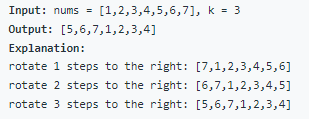 Input: nums = [1,2,3,4,5,6,7], k = 3
Output: [5,6,7,1,2,3,4]
Explanation:
rotate 1 steps to the right: [7,1,2,3,4,5,6]
rotate 2 steps to the right: [6,7,1,2,3,4,5]
rotate 3 steps to the right: [5,6,7,1,2,3,4]